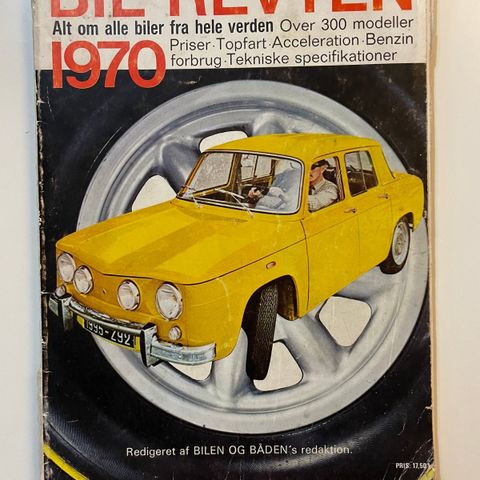 BIL REVYEN
Alt om alle biler fra hele verden Over 300 modeller
1970 Priser·Topfart·Acceleration·Benzin
forbrug·Tekniske specifikationer
Redigeret af BILEN OG BÅDEN's redaktion.
PRIS: 17,50